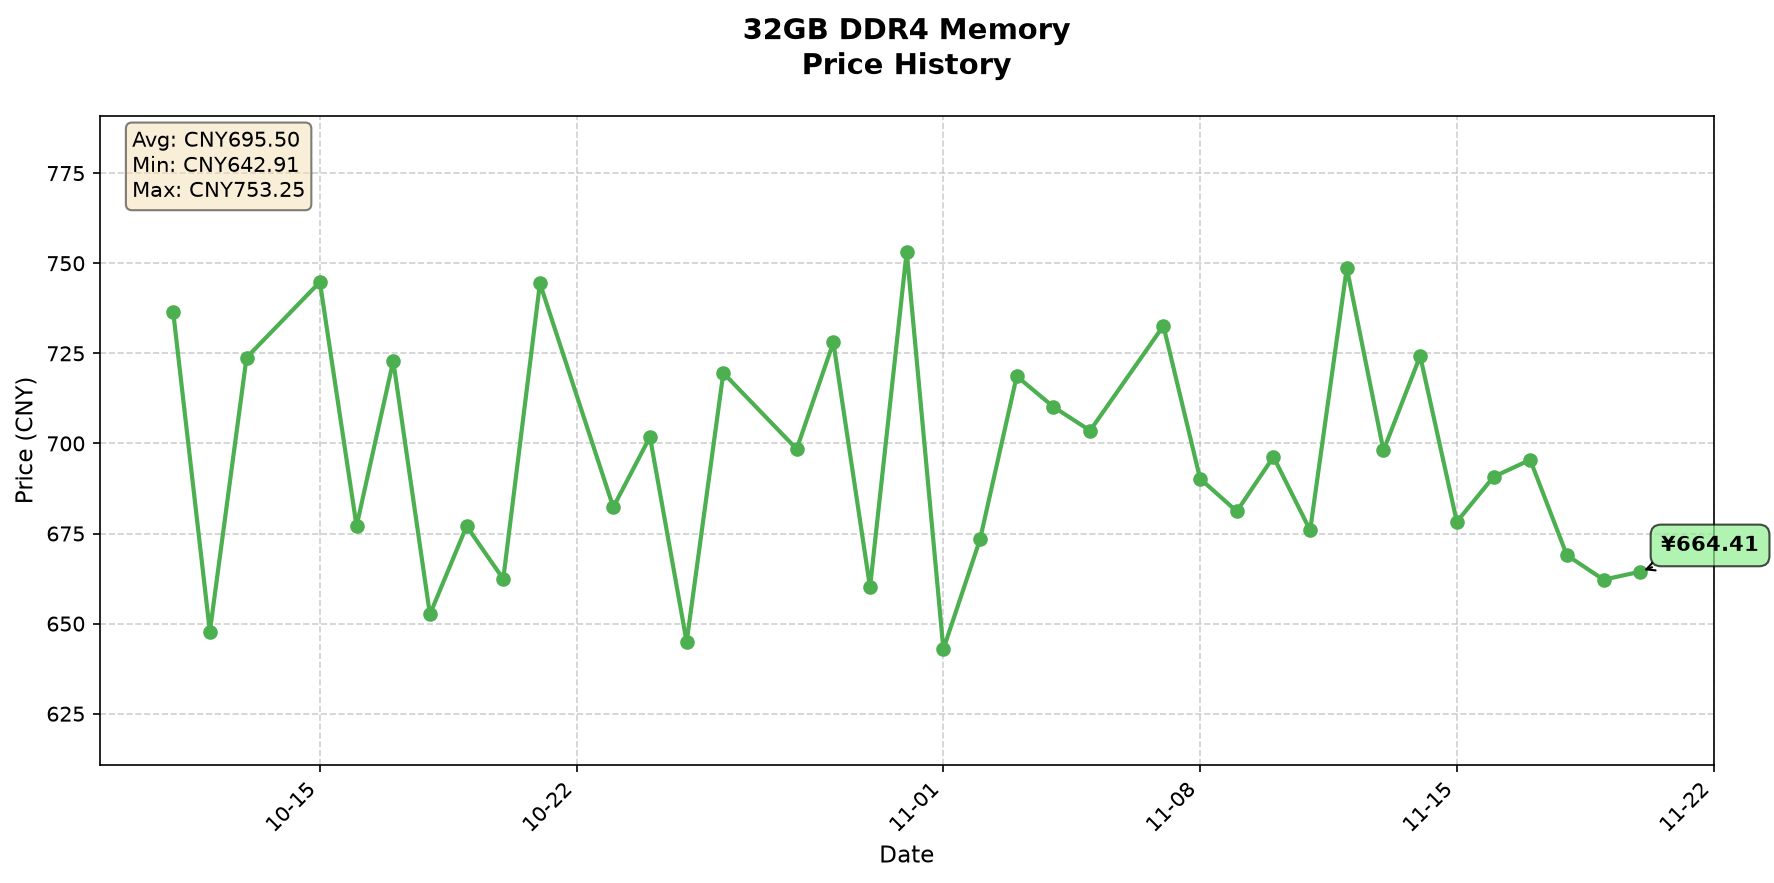 32GB DDR4 Memory
Price History
Avg: CNY695.50
Min: CNY642.91
Max: CNY753.25
775
750
725
700
675
650
625
Price (CNY)
¥664.41
10-15
10-22
11-01
11-08
11-15
11-22
Date